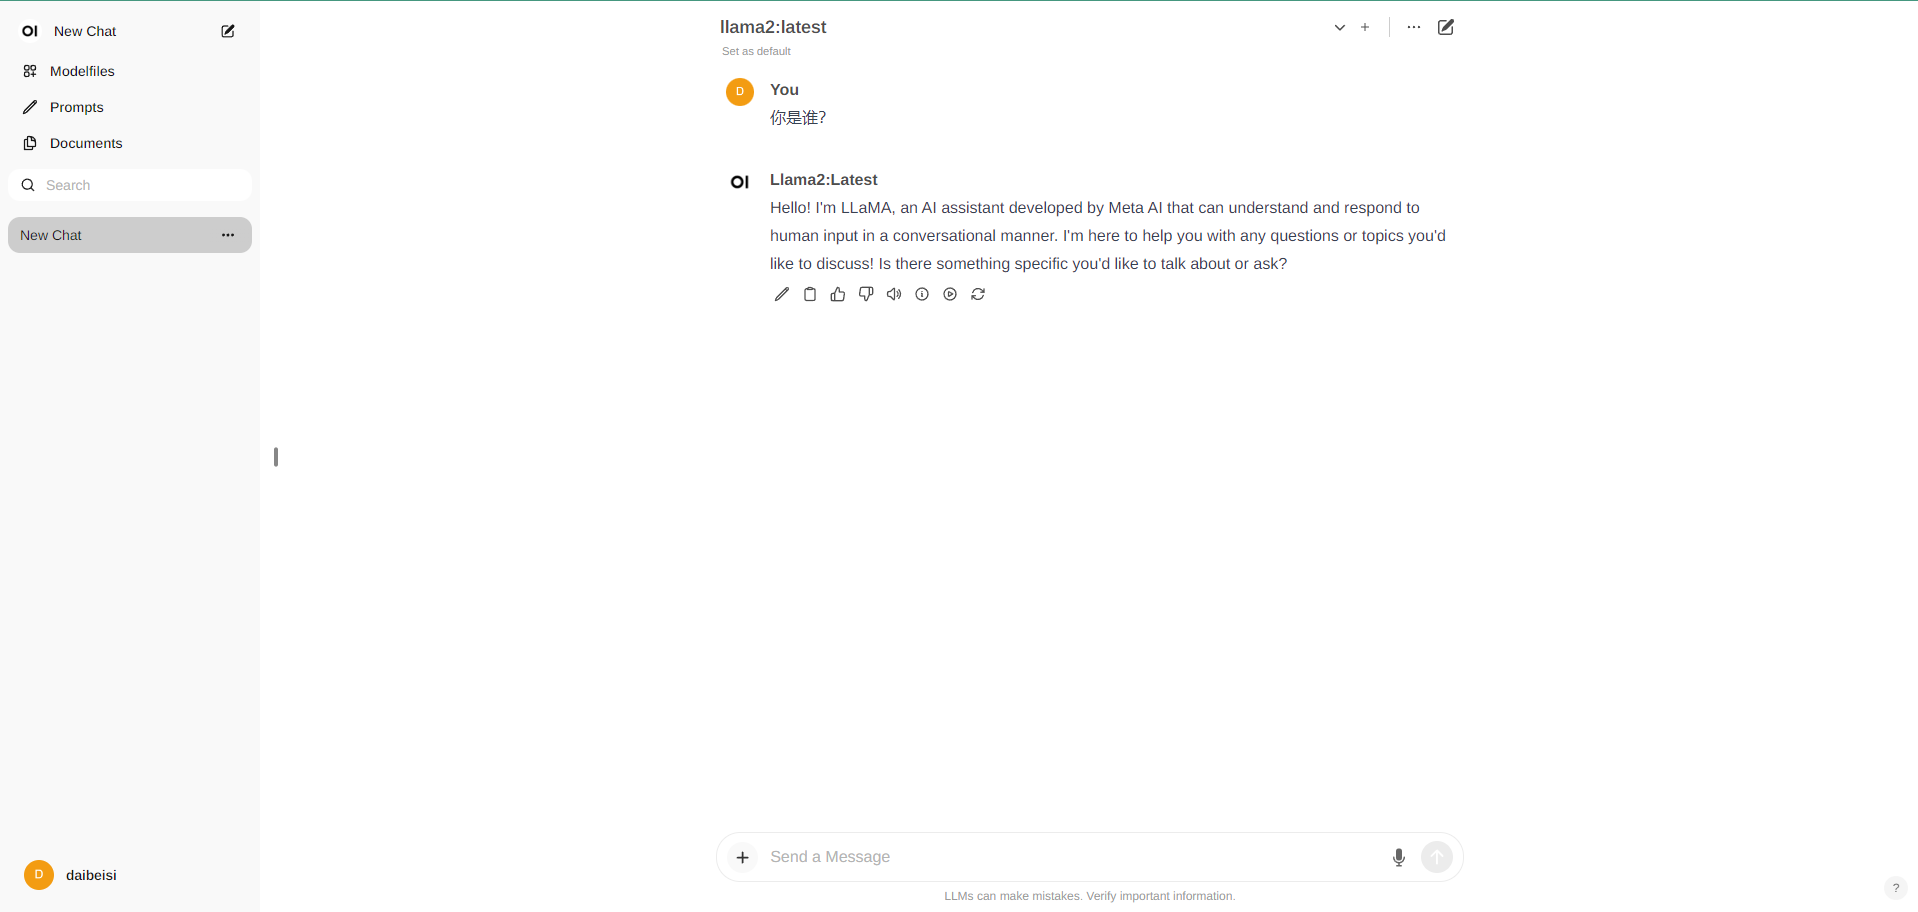 OI New Chat
Modelfiles
Prompts
Documents
Search
New Chat
D daibeisi
llama2:latest
Set as default
D You
你是谁?
OI Llama2:Latest
Hello! I'm LLaMA, an AI assistant developed by Meta AI that can understand and respond to
human input in a conversational manner. I'm here to help you with any questions or topics you'd
like to discuss! Is there something specific you'd like to talk about or ask?
Send a Message
LLMs can make mistakes. Verify important information.
?